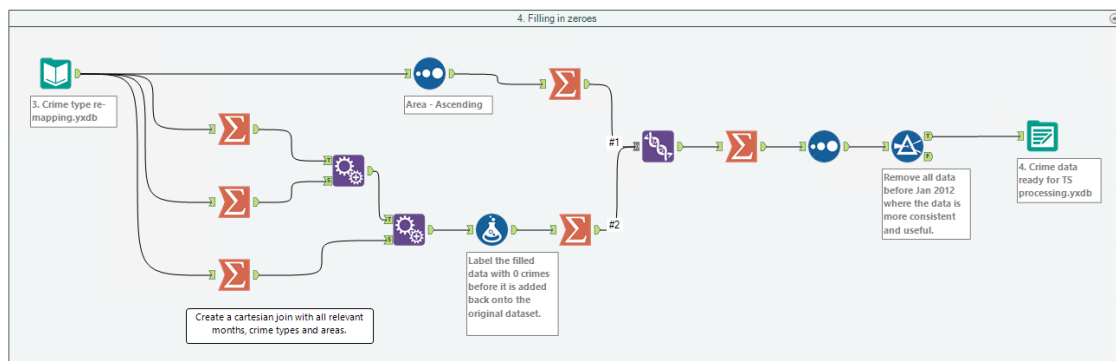 4. Filling in zeroes
3. Crime type re-
mapping.yxdb
Area - Ascending
#1
#2
T
S
T
S
T
F
Label the filled
data with 0 crimes
before it is added
back onto the
original dataset.
Create a cartesian join with all relevant
months, crime types and areas.
Remove all data
before Jan 2012
where the data is
more consistent
and useful.
4. Crime data
ready for TS
processing.yxdb